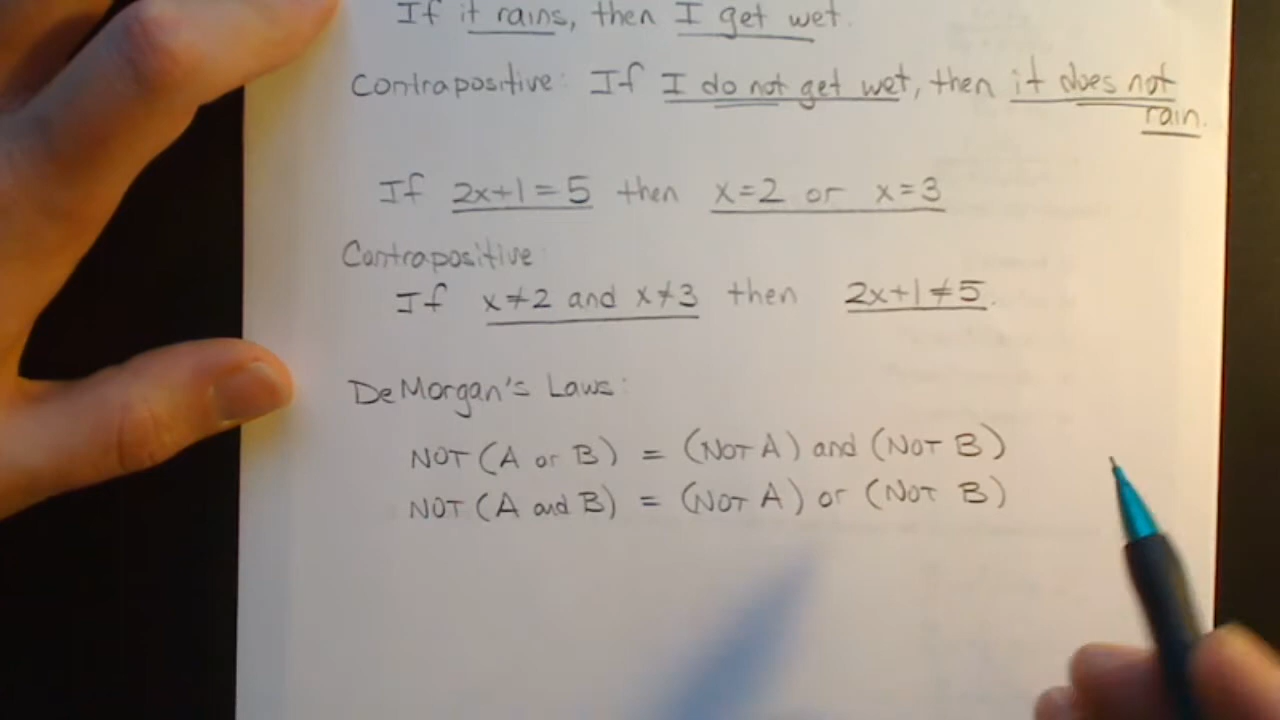 If it rains, then I get wet.
Contrapositive: If I do not get wet, then it does not
rain.
If 2x+1=5 then x=2 or x=3
Contrapositive:
If x≠2 and x≠3 then 2x+1≠5.
DeMorgan's Laws:
NOT (A or B) = (NOT A) and (NOT B)
NOT (A and B) = (NOT A) or (NOT B)